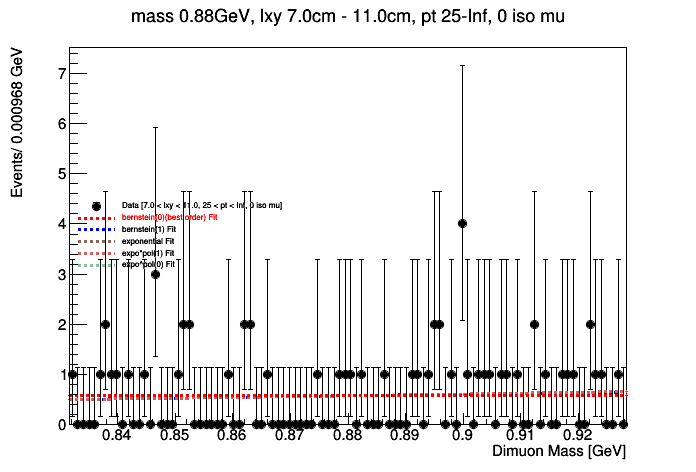 mass 0.88GeV, lxy 7.0cm - 11.0cm, pt 25-Inf, 0 iso mu
Events/ 0.000968 GeV
7
6
5
4
3
2
1
0
Data [7.0 < lxy < 11.0, 25 < pt < Inf, 0 iso mu]
bernstein(0)(best order) Fit
bernstein(1) Fit
exponential Fit
expo*pol(1) Fit
expo*pol(0) Fit
0.84 0.85 0.86 0.87 0.88 0.89 0.9 0.91 0.92
Dimuon Mass [GeV]